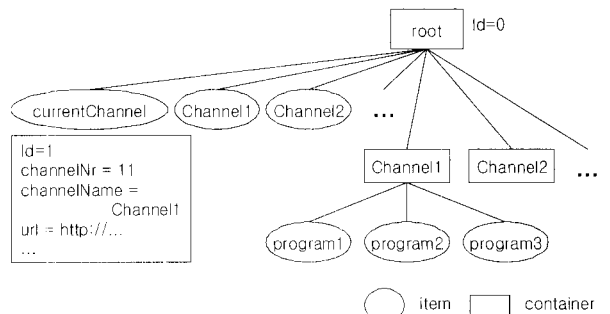 root Id=0
currentChannel Channel1 Channel2 ...
Id=1
channelNr = 11
channelName =
Channel1
url = http://...
...
Channel1 Channel2 ...
program1 program2 program3
item container